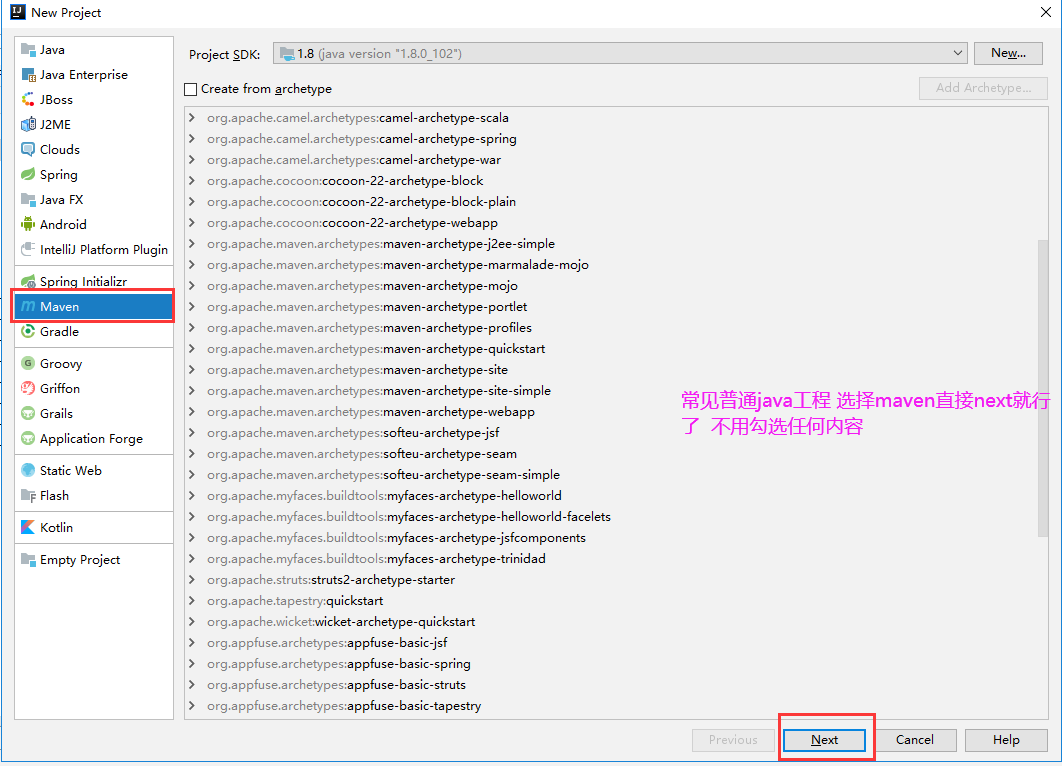 New Project
Java
Java Enterprise
JBoss
J2ME
Clouds
Spring
Java FX
Android
IntelliJ Platform Plugin
Spring Initializr
Maven
Gradle
Groovy
Griffon
Grails
Application Forge
Static Web
Flash
Kotlin
Empty Project
Project SDK: 1.8 (java version "1.8.0_102") New...
Create from archetype Add Archetype...
org.apache.camel.archetypes:camel-archetype-scala
org.apache.camel.archetypes:camel-archetype-spring
org.apache.camel.archetypes:camel-archetype-war
org.apache.cocoon:cocoon-22-archetype-block
org.apache.cocoon:cocoon-22-archetype-block-plain
org.apache.cocoon:cocoon-22-archetype-webapp
org.apache.maven.archetypes:maven-archetype-j2ee-simple
org.apache.maven.archetypes:maven-archetype-marmalade-mojo
org.apache.maven.archetypes:maven-archetype-mojo
org.apache.maven.archetypes:maven-archetype-portlet
org.apache.maven.archetypes:maven-archetype-profiles
org.apache.maven.archetypes:maven-archetype-quickstart
org.apache.maven.archetypes:maven-archetype-site
org.apache.maven.archetypes:maven-archetype-site-simple
org.apache.maven.archetypes:maven-archetype-webapp
org.apache.maven.archetypes:softeu-archetype-jsf
org.apache.maven.archetypes:softeu-archetype-seam
org.apache.maven.archetypes:softeu-archetype-seam-simple
org.apache.myfaces.buildtools:myfaces-archetype-helloworld
org.apache.myfaces.buildtools:myfaces-archetype-helloworld-facelets
org.apache.myfaces.buildtools:myfaces-archetype-jsfcomponents
org.apache.myfaces.buildtools:myfaces-archetype-trinidad
org.apache.struts:struts2-archetype-starter
org.apache.tapestry:quickstart
org.apache.wicket:wicket-archetype-quickstart
org.appfuse.archetypes:appfuse-basic-jsf
org.appfuse.archetypes:appfuse-basic-spring
org.appfuse.archetypes:appfuse-basic-struts
org.appfuse.archetypes:appfuse-basic-tapestry
常见普通java工程 选择maven直接next就行
了 不用勾选任何内容
Previous Next Cancel Help